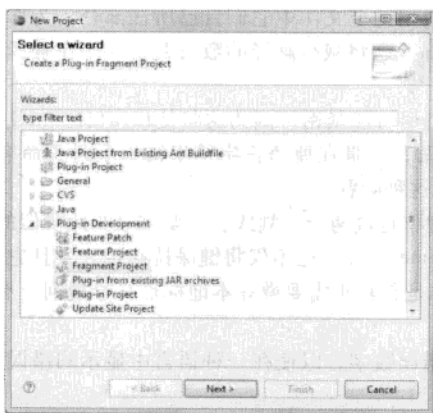 New Project
Select a wizard
Create a Plug-in Fragment Project
Wizards:
type filter text
Java Project
Java Project from Existing Ant Buildfile
Plug-in Project
General
CVS
Java
Plug-in Development
Feature Patch
Feature Project
Fragment Project
Plug-in from existing JAR archives
Plug-in Project
Update Site Project
< Back
Next >
Finish
Cancel